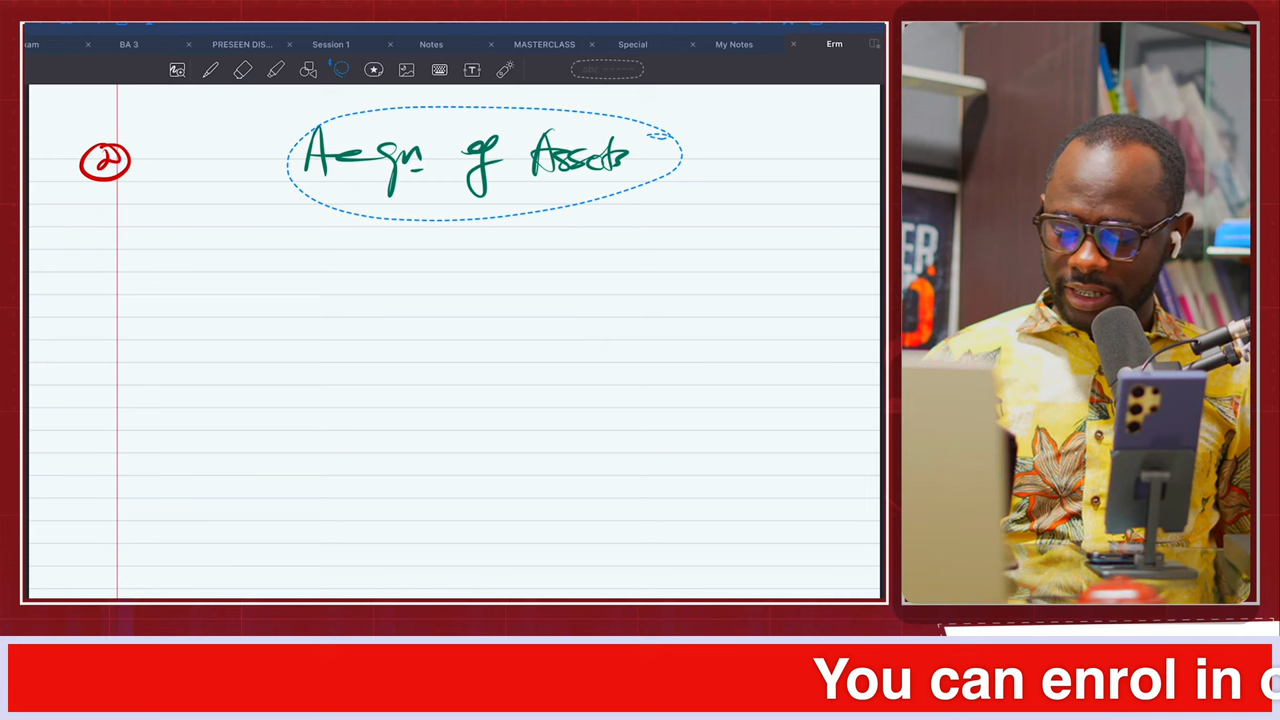 am
BA 3
PRESEEN DIS...
Session 1
Notes
MASTERCLASS
Special
My Notes
Erm
2
of Assets
You can enrol in